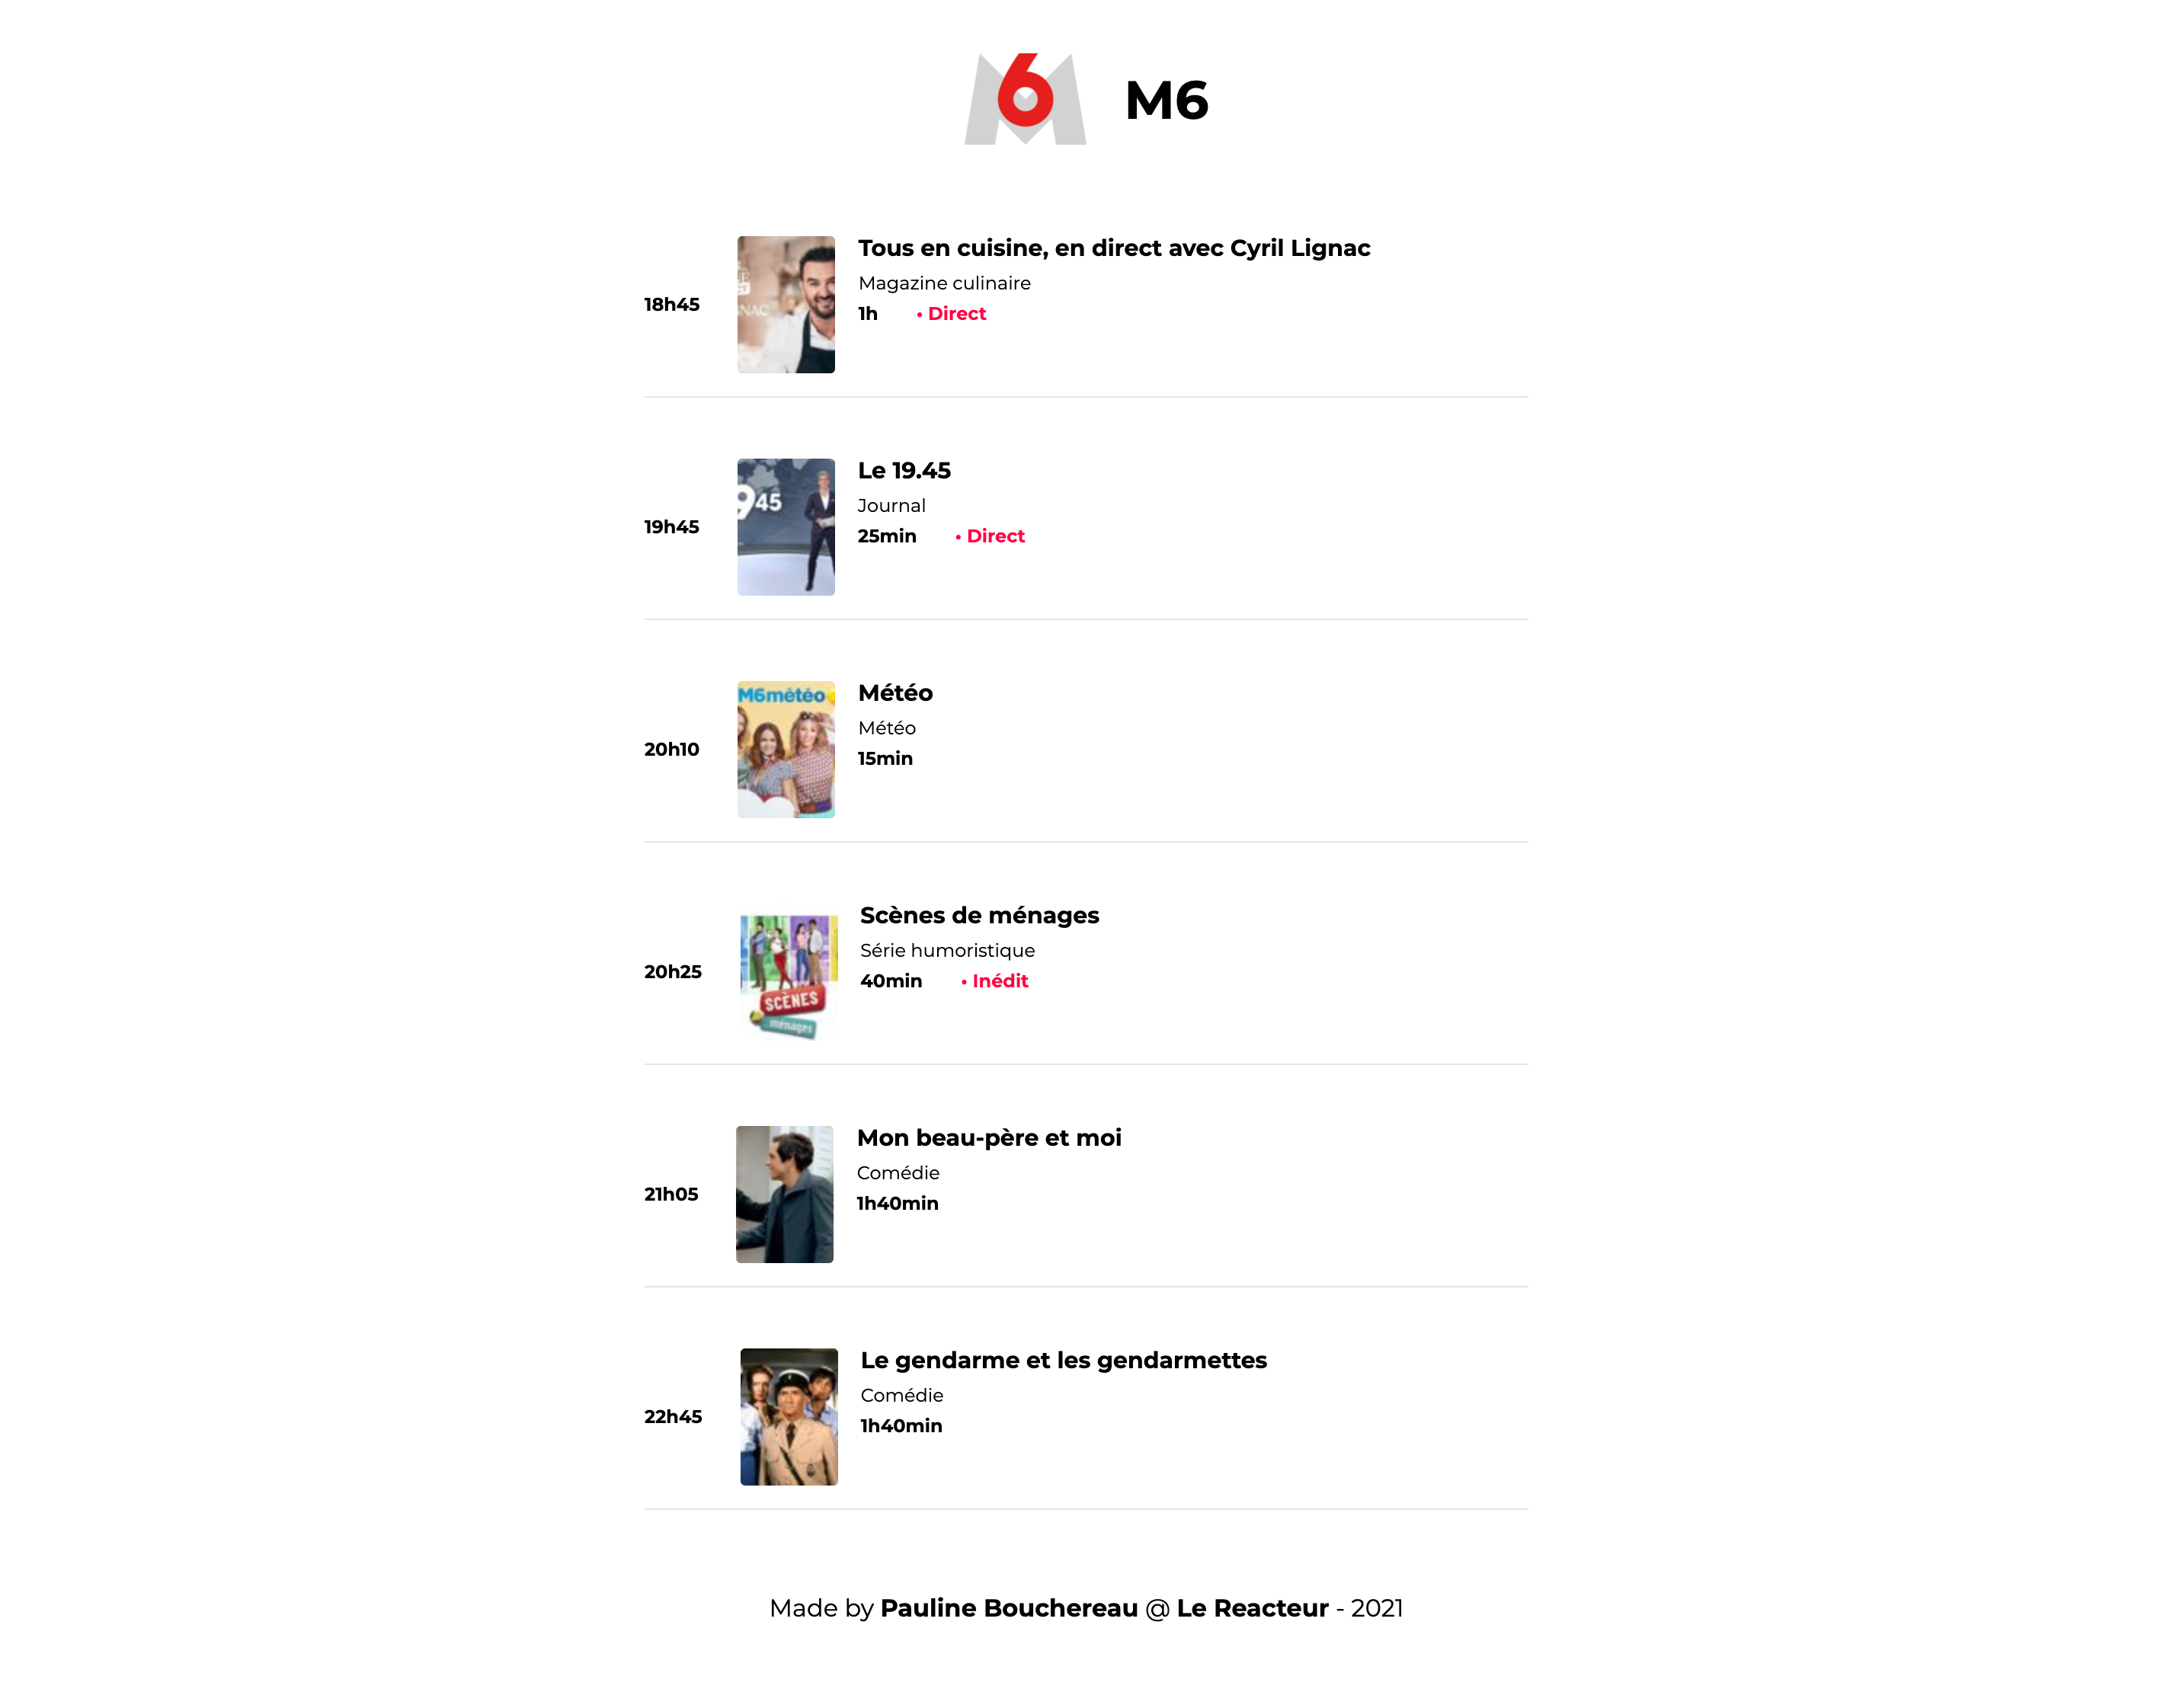 M6
M6
Tous en cuisine, en direct avec Cyril Lignac
Magazine culinaire
18h45
1h • Direct
Le 19.45
Journal
19h45
25min • Direct
45
M6météo
Météo
Météo
20h10
15min
Scènes de ménages
Série humoristique
20h25
40min • Inédit
SCÈNES
ménages
Mon beau-père et moi
Comédie
21h05
1h40min
Le gendarme et les gendarmettes
Comédie
22h45
1h40min
Made by Pauline Bouchereau @ Le Reacteur - 2021